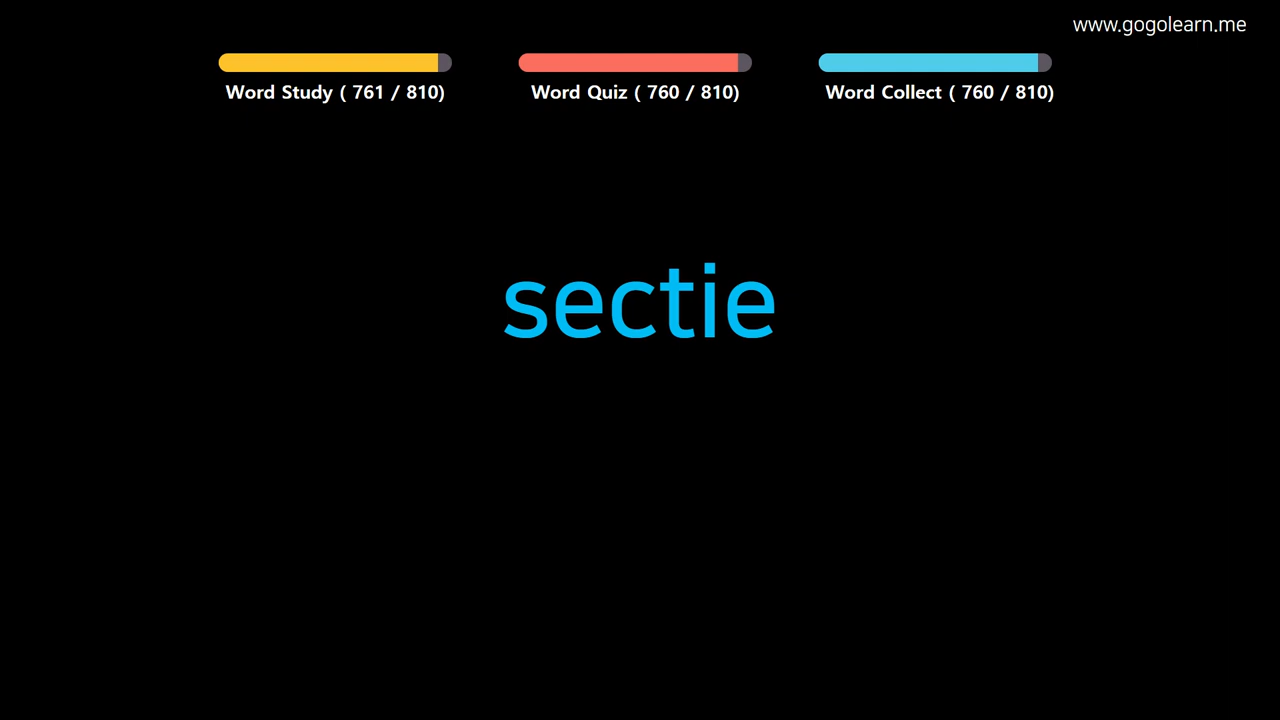 www.gogolearn.me
Word Study ( 761 / 810)
Word Quiz ( 760 / 810)
Word Collect ( 760 / 810)
sectie